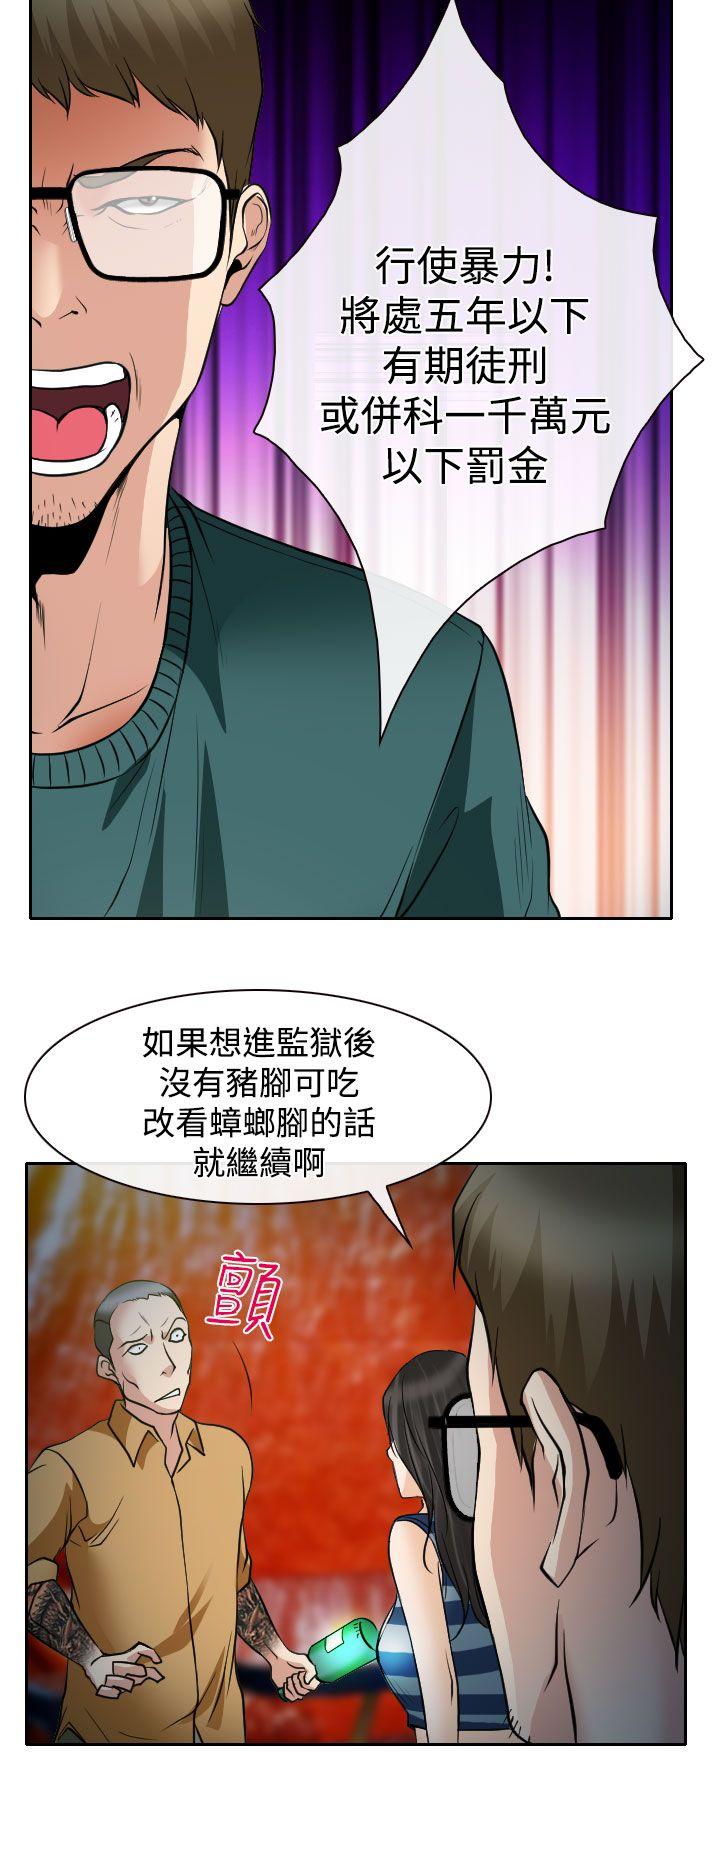 行使暴力!
將處五年以下
有期徒刑
或併科一千萬元
以下罰金
如果想進監獄後
沒有豬腳可吃
改看蟑螂腳的話
就繼續啊
顫